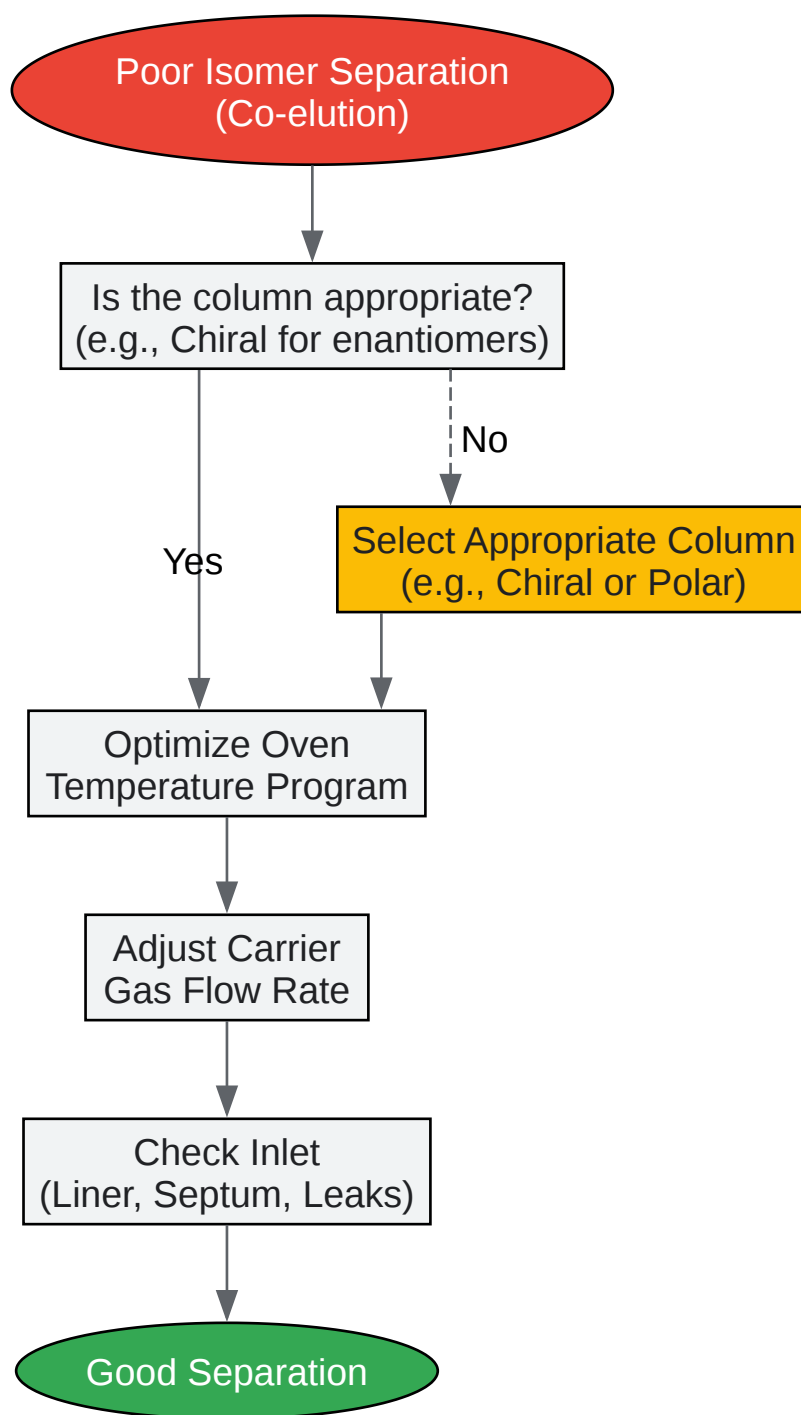 Poor Isomer Separation
(Co-elution)
Is the column appropriate?
(e.g., Chiral for enantiomers)
No
Select Appropriate Column
(e.g., Chiral or Polar)
Yes
Optimize Oven
Temperature Program
Adjust Carrier
Gas Flow Rate
Check Inlet
(Liner, Septum, Leaks)
Good Separation